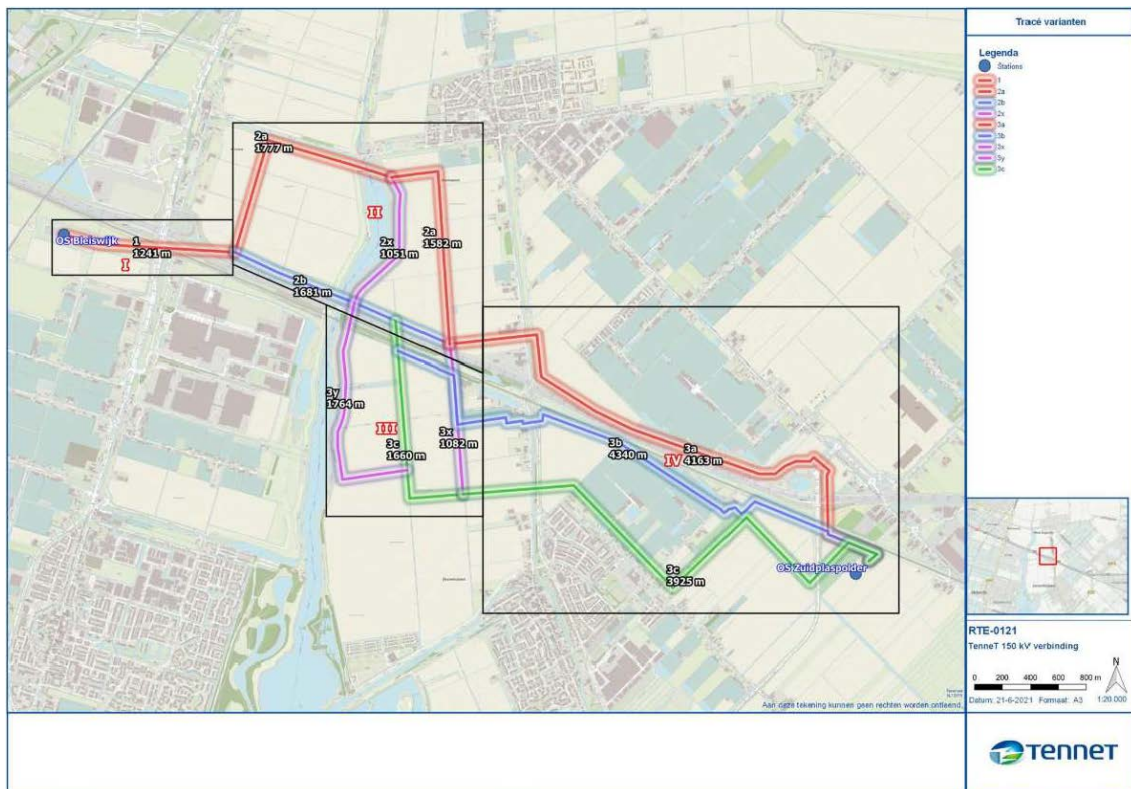 Tracé varianten
Legenda
Stations
1
2a
2b
2x
3a
3b
3x
3y
3c
2a
1777 m
II
OS Bleiswijk
1
1241 m
I
2x
1051 m
2a
1582 m
2b
1681 m
3y
1764 m
III
3c
1660 m
3x
1082 m
3b
4340 m
3a
4163 m
IV
3c
3925 m
OS Zuidplaspolder
RTE-0121
TenneT 150 kV verbinding
N
0 200 400 600 800 m
Datum: 21-6-2021 Formaat: A3 1:20.000
Aan deze tekening kunnen geen rechten worden ontleend.
TENNET